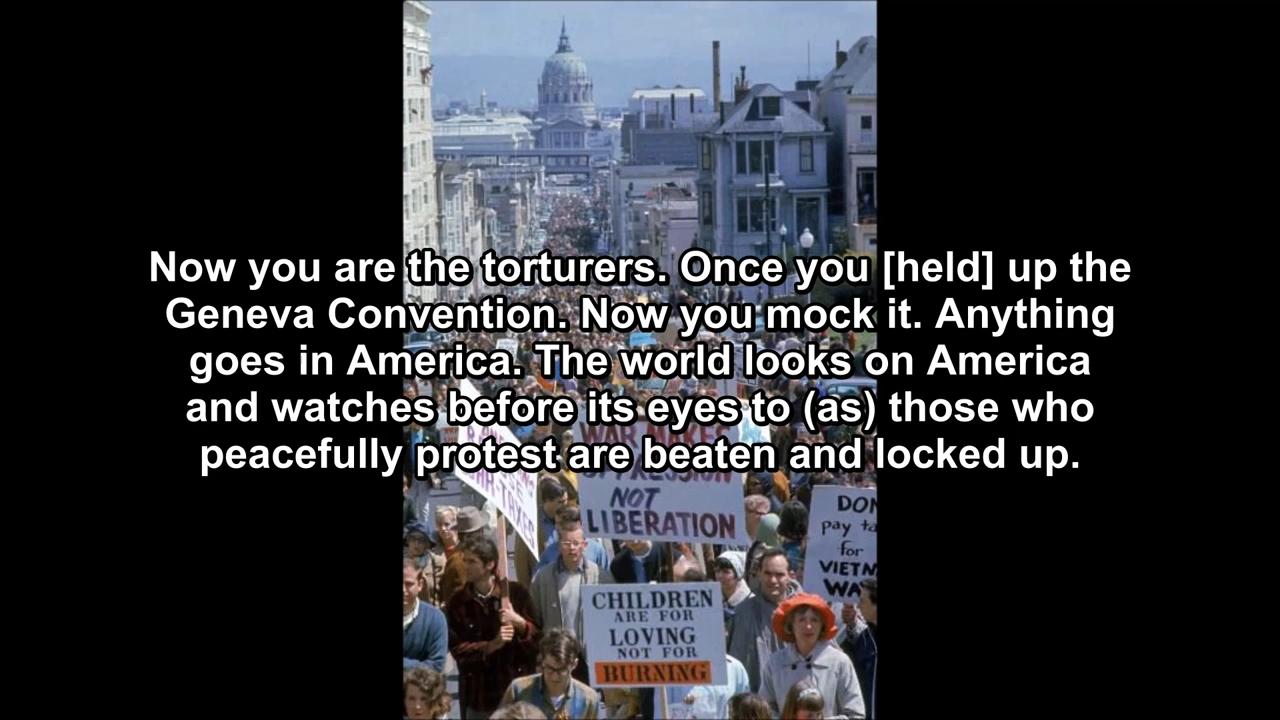 Now you are the torturers. Once you [held] up the
Geneva Convention. Now you mock it. Anything
goes in America. The world looks on America
and watches before its eyes to (as) those who
peacefully protest are beaten and locked up.
NOT
LIBERATION
DON
pay ta
for
VIETN
WA
CHILDREN
ARE FOR
LOVING
NOT FOR
BURNING